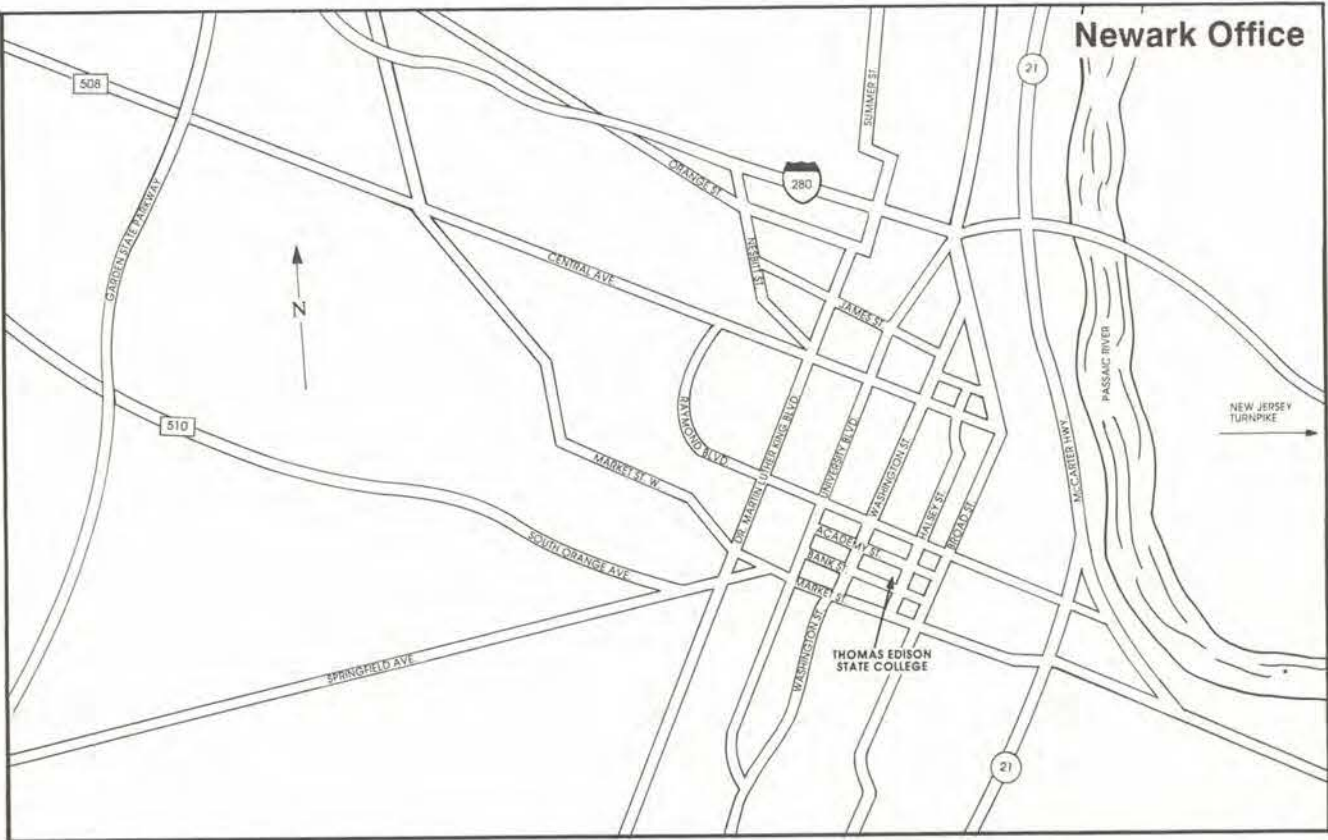 Newark Office
508
21
SUMMER ST.
ORANGE ST.
280
GARDEN STATE PARKWAY
N
CENTRAL AVE.
NESBITT ST.
JAMES ST.
PASSAIC RIVER
NEW JERSEY
TURNPIKE
510
RAYMOND BLVD.
MARKET ST. W.
DR. MARTIN LUTHER KING BLVD.
UNIVERSITY BLVD.
WASHINGTON ST.
HALSEY ST.
BROAD ST.
McCARTER HWY.
SOUTH ORANGE AVE.
ACADEMY ST.
BANK ST.
MARKET ST.
SPRINGFIELD AVE.
WASHINGTON ST.
THOMAS EDISON
STATE COLLEGE
21